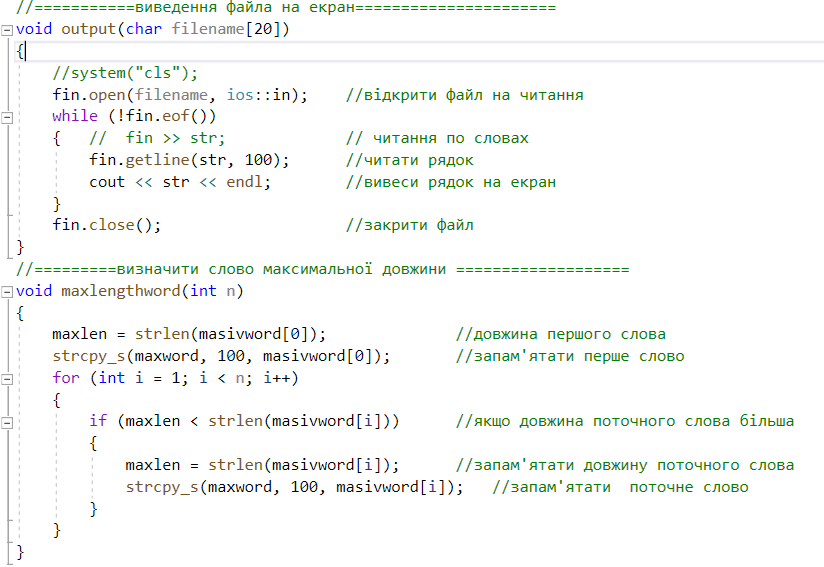 //===========виведення файла на екран======================
void output(char filename[20])
{
    //system("cls");
    fin.open(filename, ios::in);    //відкрити файл на читання
    while (!fin.eof())
    {   //  fin >> str;             // читання по словах
        fin.getline(str, 100);      //читати рядок
        cout << str << endl;        //вивеси рядок на екран
    }
    fin.close();                    //закрити файл
}
//=========визначити слово максимальної довжини ===================
void maxlengthword(int n)
{
    maxlen = strlen(masivword[0]);              //довжина першого слова
    strcpy_s(maxword, 100, masivword[0]);       //запам'ятати перше слово
    for (int i = 1; i < n; i++)
    {
        if (maxlen < strlen(masivword[i]))      //якщо довжина поточного слова більша
        {
            maxlen = strlen(masivword[i]);      //запам'ятати довжину поточного слова
            strcpy_s(maxword, 100, masivword[i]);   //запам'ятати  поточне слово
        }
    }
}